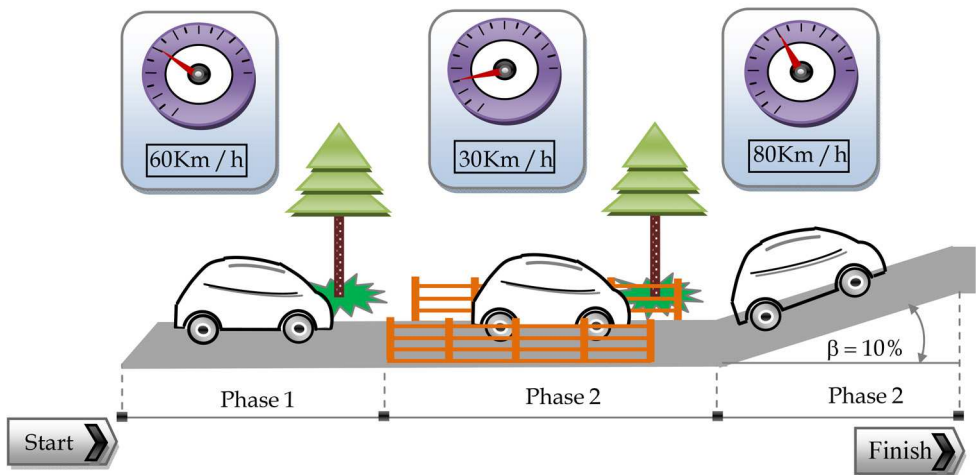 60Km / h
30Km / h
80Km / h
β = 10%
Phase 1
Phase 2
Phase 2
Start
Finish